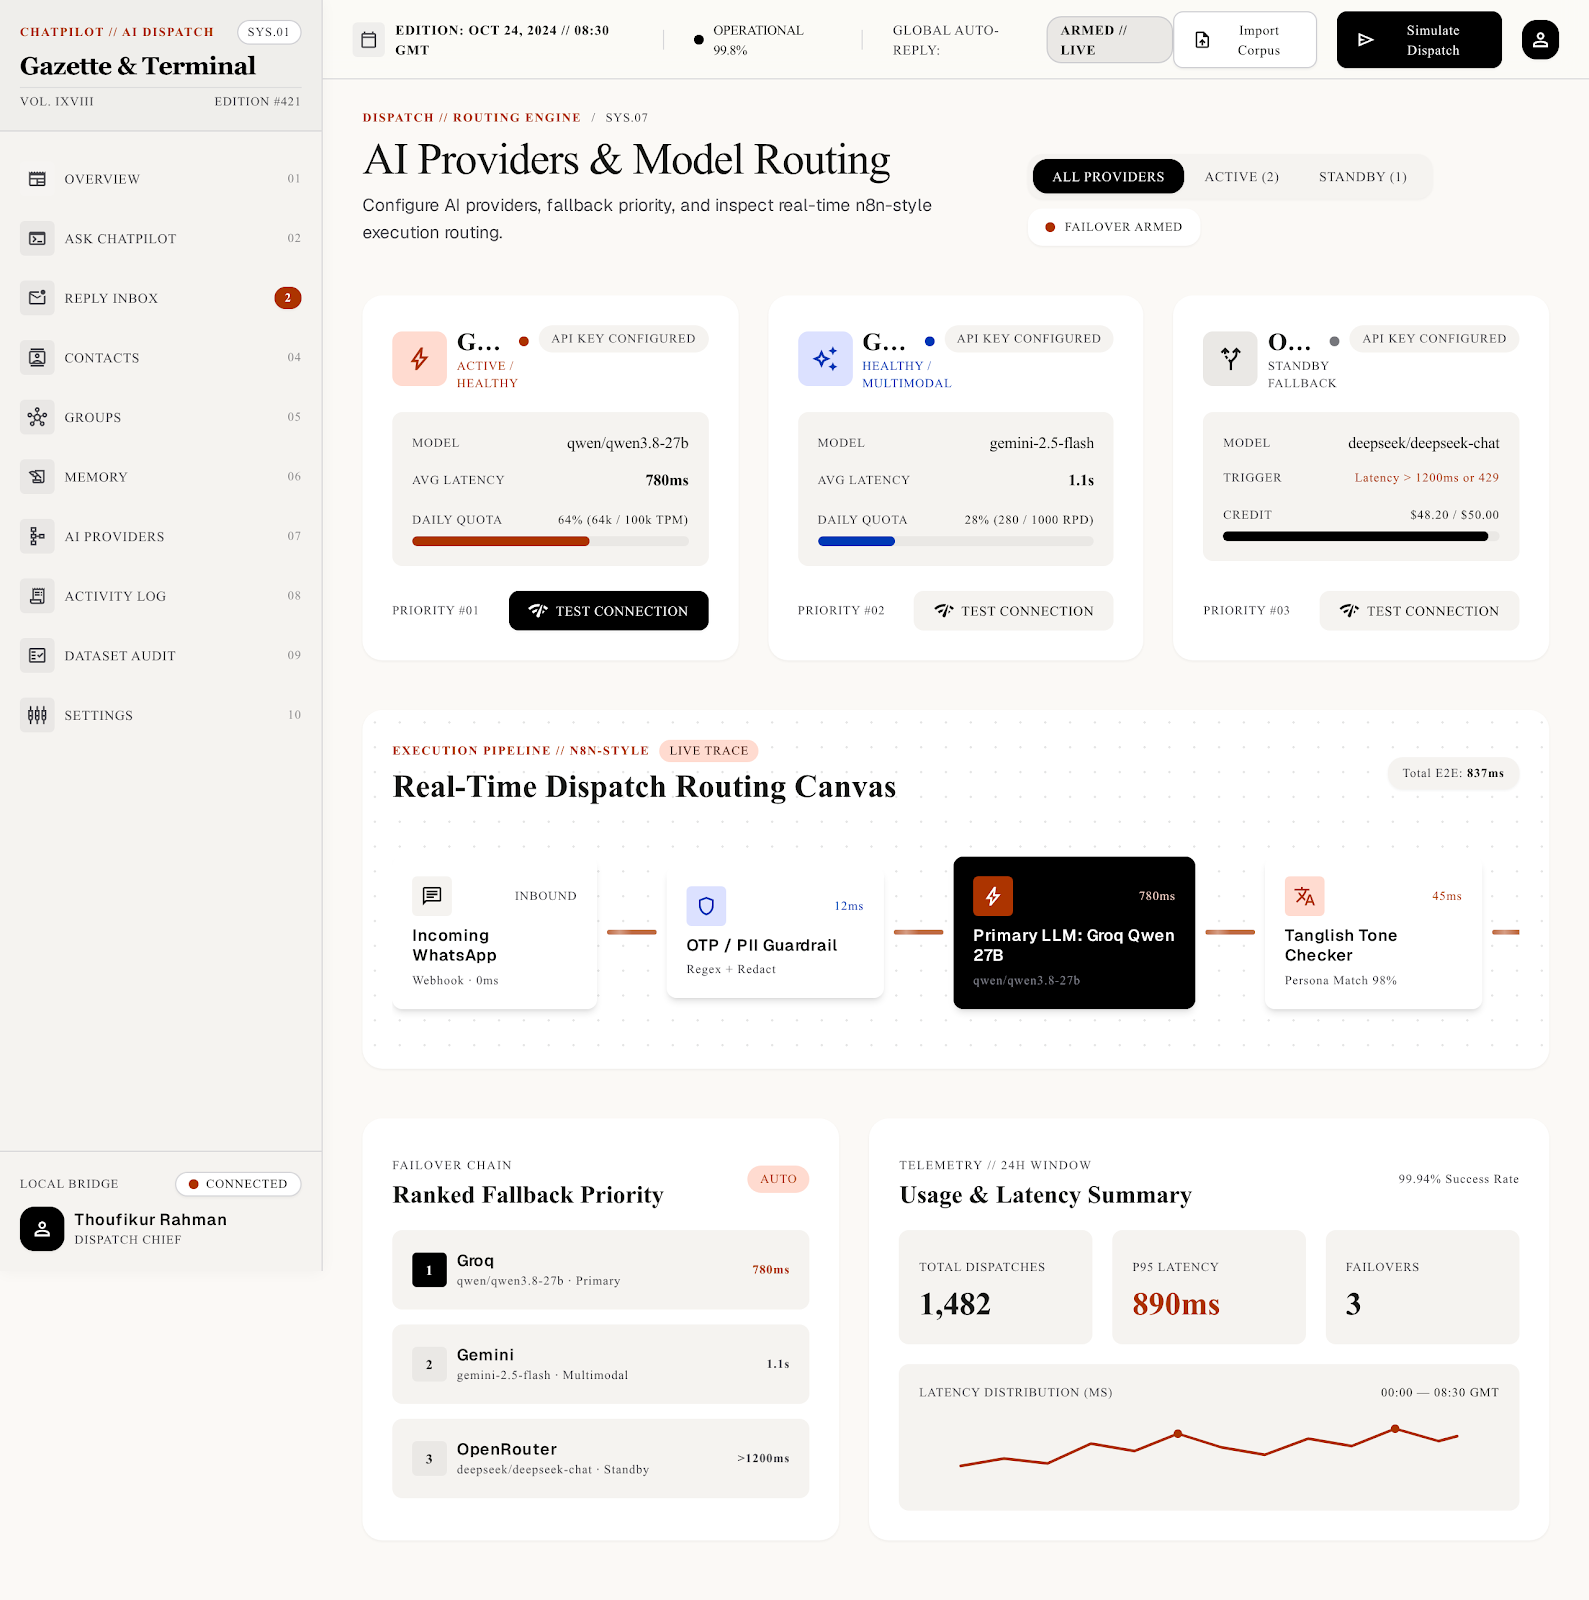 CHATPILOT // AI DISPATCH
SYS.01
Gazette & Terminal
VOL. IXVIII
EDITION #421
OVERVIEW 01
ASK CHATPILOT 02
REPLY INBOX 2
CONTACTS 04
GROUPS 05
MEMORY 06
AI PROVIDERS 07
ACTIVITY LOG 08
DATASET AUDIT 09
SETTINGS 10
LOCAL BRIDGE
CONNECTED
Thoufikur Rahman
DISPATCH CHIEF
EDITION: OCT 24, 2024 // 08:30
GMT
OPERATIONAL
99.8%
GLOBAL AUTO-
REPLY:
ARMED //
LIVE
Import
Corpus
Simulate
Dispatch
DISPATCH // ROUTING ENGINE / SYS.07
AI Providers & Model Routing
Configure AI providers, fallback priority, and inspect real-time n8n-style
execution routing.
ALL PROVIDERS
ACTIVE (2)
STANDBY (1)
FAILOVER ARMED
G...
API KEY CONFIGURED
ACTIVE /
HEALTHY
MODEL qwen/qwen3.8-27b
AVG LATENCY 780ms
DAILY QUOTA 64% (64k / 100k TPM)
PRIORITY #01
TEST CONNECTION
G...
API KEY CONFIGURED
HEALTHY /
MULTIMODAL
MODEL gemini-2.5-flash
AVG LATENCY 1.1s
DAILY QUOTA 28% (280 / 1000 RPD)
PRIORITY #02
TEST CONNECTION
O...
API KEY CONFIGURED
STANDBY
FALLBACK
MODEL deepseek/deepseek-chat
TRIGGER Latency > 1200ms or 429
CREDIT $48.20 / $50.00
PRIORITY #03
TEST CONNECTION
EXECUTION PIPELINE // N8N-STYLE
LIVE TRACE
Real-Time Dispatch Routing Canvas
Total E2E: 837ms
INBOUND
Incoming
WhatsApp
Webhook · 0ms
12ms
OTP / PII Guardrail
Regex + Redact
780ms
Primary LLM: Groq Qwen
27B
qwen/qwen3.8-27b
45ms
Tanglish Tone
Checker
Persona Match 98%
FAILOVER CHAIN
Ranked Fallback Priority
AUTO
1
Groq
qwen/qwen3.8-27b · Primary
780ms
2
Gemini
gemini-2.5-flash · Multimodal
1.1s
3
OpenRouter
deepseek/deepseek-chat · Standby
>1200ms
TELEMETRY // 24H WINDOW
Usage & Latency Summary
99.94% Success Rate
TOTAL DISPATCHES
1,482
P95 LATENCY
890ms
FAILOVERS
3
LATENCY DISTRIBUTION (MS)
00:00 — 08:30 GMT